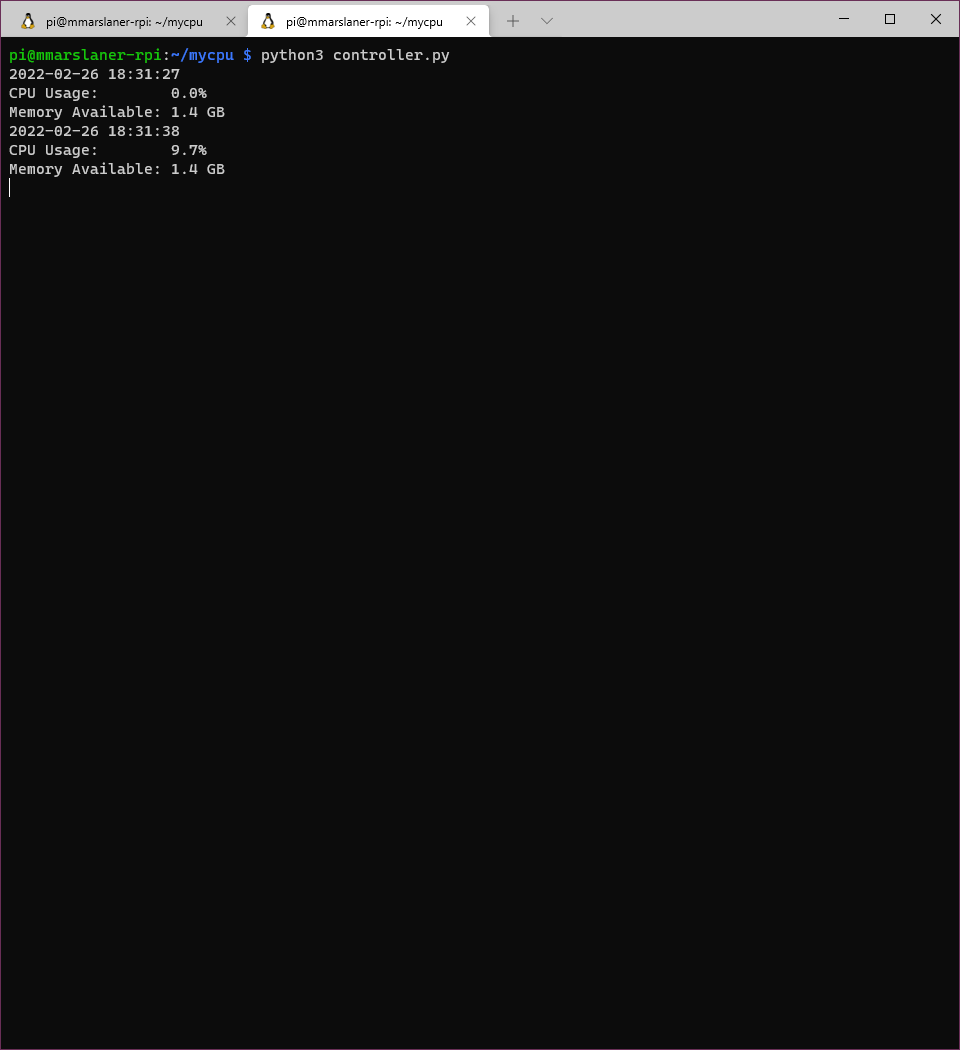 pi@mmarslaner-rpi: ~/mycpu
pi@mmarslaner-rpi: ~/mycpu
pi@mmarslaner-rpi:~/mycpu $ python3 controller.py
2022-02-26 18:31:27
CPU Usage:        0.0%
Memory Available: 1.4 GB
2022-02-26 18:31:38
CPU Usage:        9.7%
Memory Available: 1.4 GB